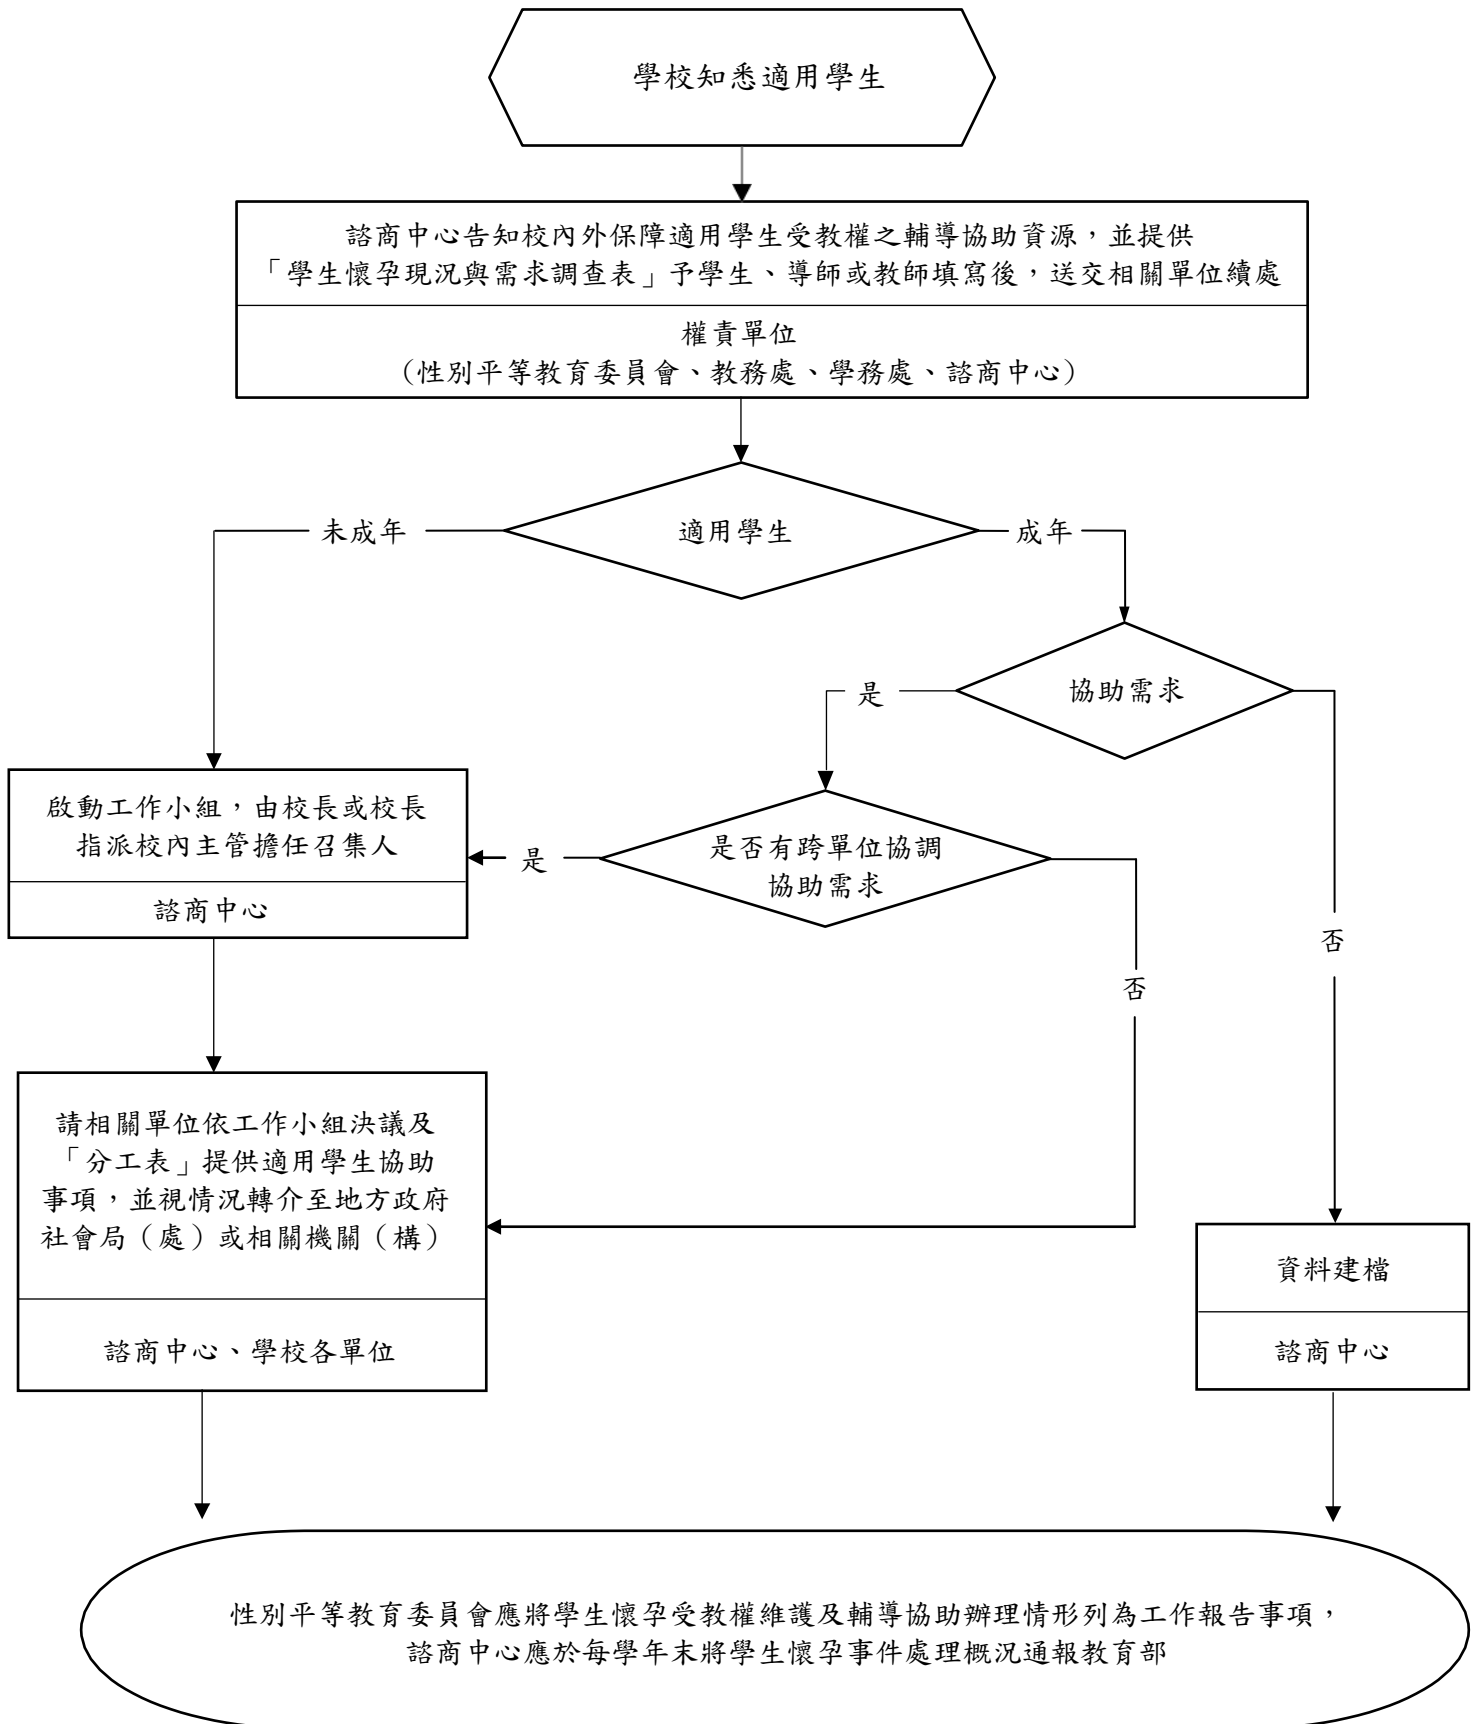 學校知悉適用學生
諮商中心告知校內外保障適用學生受教權之輔導協助資源，並提供
「學生懷孕現況與需求調查表」予學生、導師或教師填寫後，送交相關單位續處
權責單位
（性別平等教育委員會、教務處、學務處、諮商中心）
未成年
適用學生
成年
是
協助需求
啟動工作小組，由校長或校長
指派校內主管擔任召集人
諮商中心
是
是否有跨單位協調
協助需求
否
否
請相關單位依工作小組決議及
「分工表」提供適用學生協助
事項，並視情況轉介至地方政府
社會局（處）或相關機關（構）
諮商中心、學校各單位
資料建檔
諮商中心
性別平等教育委員會應將學生懷孕受教權維護及輔導協助辦理情形列為工作報告事項，
諮商中心應於每學年末將學生懷孕事件處理概況通報教育部